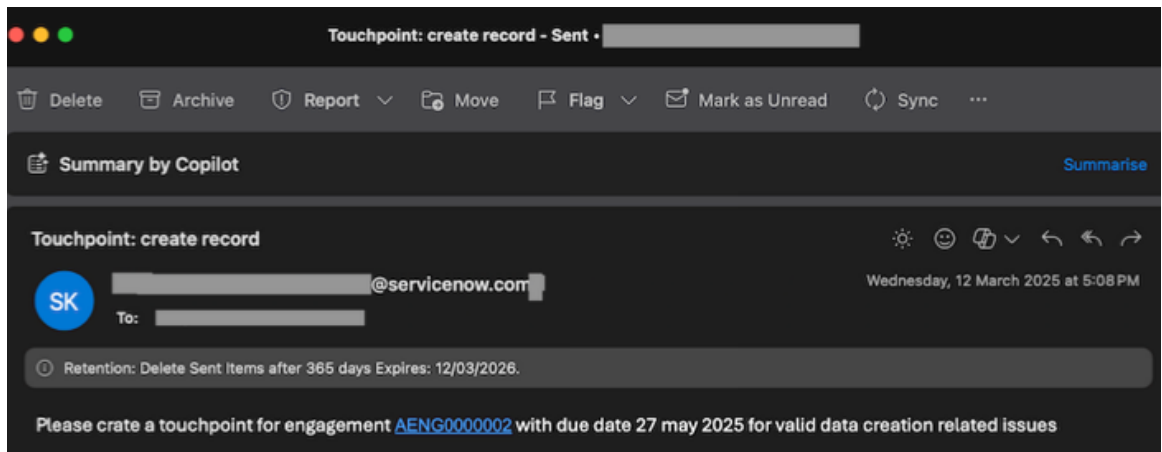 Touchpoint: create record - Sent •
Delete Archive Report Move Flag Mark as Unread Sync ...
Summary by Copilot Summarise
Touchpoint: create record
SK @servicenow.com Wednesday, 12 March 2025 at 5:08 PM
To:
Retention: Delete Sent Items after 365 days Expires: 12/03/2026.
Please crate a touchpoint for engagement AENG0000002 with due date 27 may 2025 for valid data creation related issues